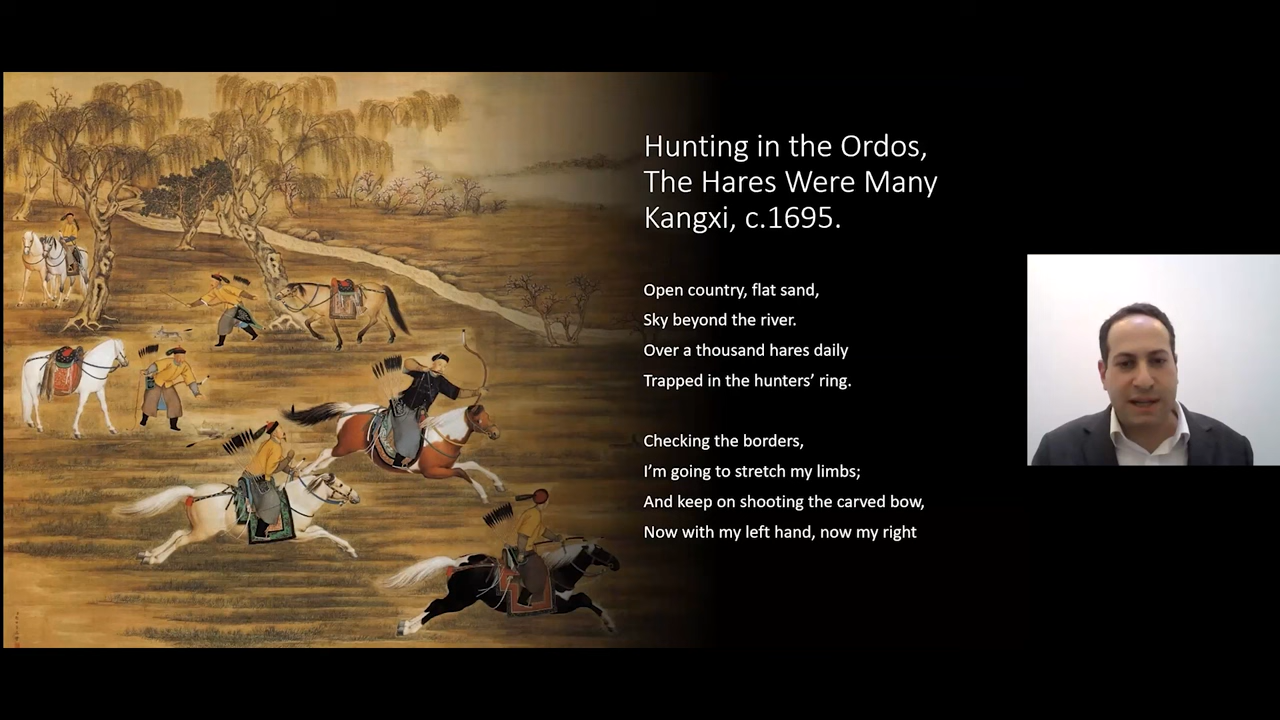 Hunting in the Ordos,
The Hares Were Many
Kangxi, c.1695.
Open country, flat sand,
Sky beyond the river.
Over a thousand hares daily
Trapped in the hunters’ ring.
Checking the borders,
I’m going to stretch my limbs;
And keep on shooting the carved bow,
Now with my left hand, now my right